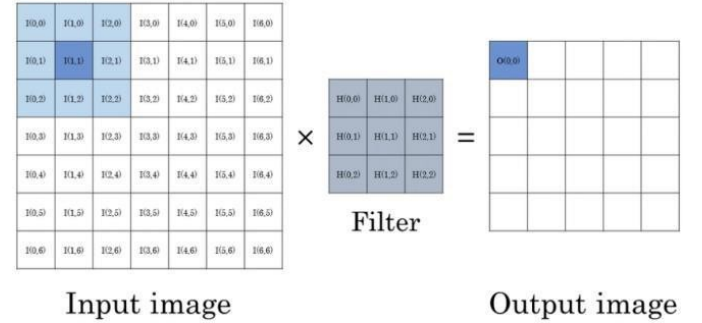 I(0,0) I(1,0) I(2,0) I(3,0) I(4,0) I(5,0) I(6,0)
I(0,1) I(1,1) I(2,1) I(3,1) I(4,1) I(5,1) I(6,1)
I(0,2) I(1,2) I(2,2) I(3,2) I(4,2) I(5,2) I(6,2)
I(0,3) I(1,3) I(2,3) I(3,3) I(4,3) I(5,3) I(6,3)
I(0,4) I(1,4) I(2,4) I(3,4) I(4,4) I(5,4) I(6,4)
I(0,5) I(1,5) I(2,5) I(3,5) I(4,5) I(5,5) I(6,5)
I(0,6) I(1,6) I(2,6) I(3,6) I(4,6) I(5,6) I(6,6)
Input image
×
H(0,0) H(1,0) H(2,0)
H(0,1) H(1,1) H(2,1)
H(0,2) H(1,2) H(2,2)
Filter
=
O(0,0)
Output image